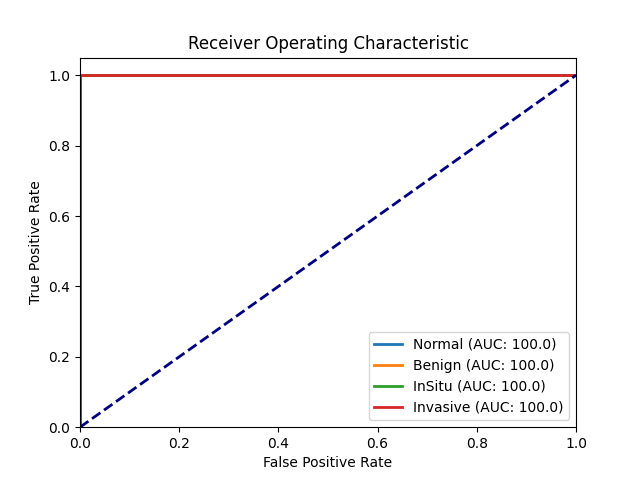 Receiver Operating Characteristic
True Positive Rate
1.0
0.8
0.6
0.4
0.2
0.0
Normal (AUC: 100.0)
Benign (AUC: 100.0)
InSitu (AUC: 100.0)
Invasive (AUC: 100.0)
0.0 0.2 0.4 0.6 0.8 1.0
False Positive Rate